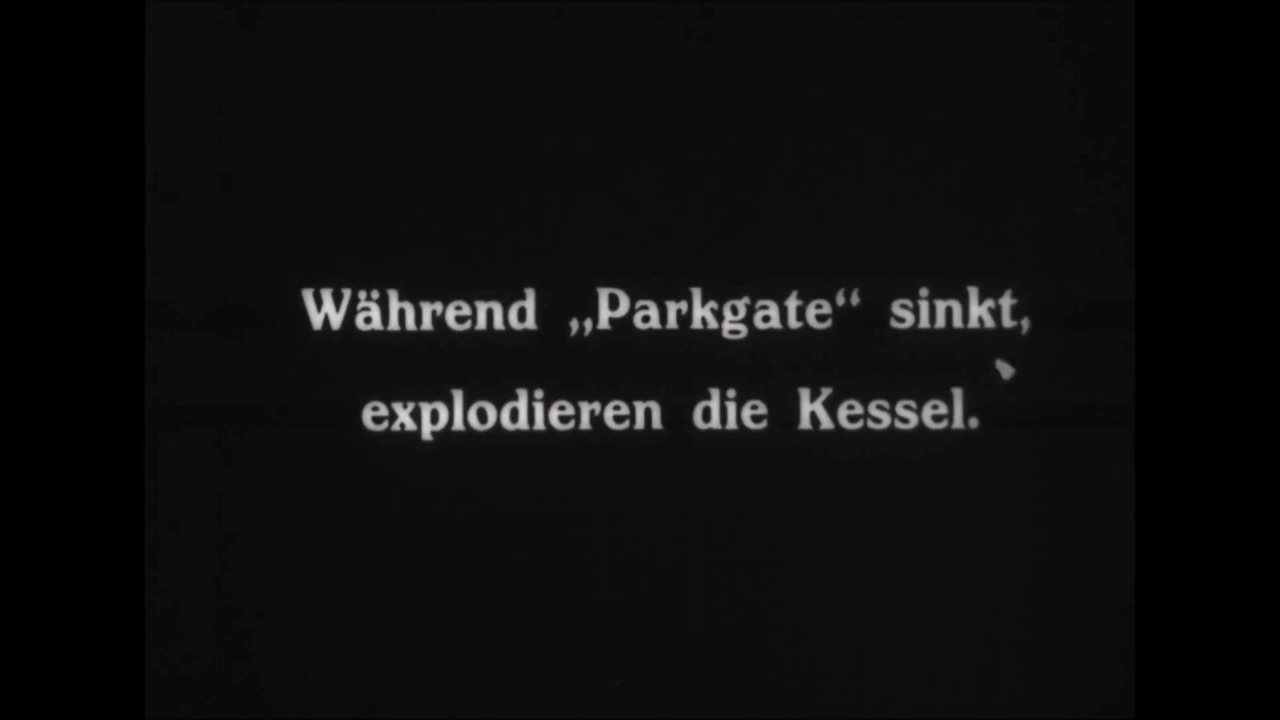 Während „Parkgate“ sinkt,
explodieren die Kessel.